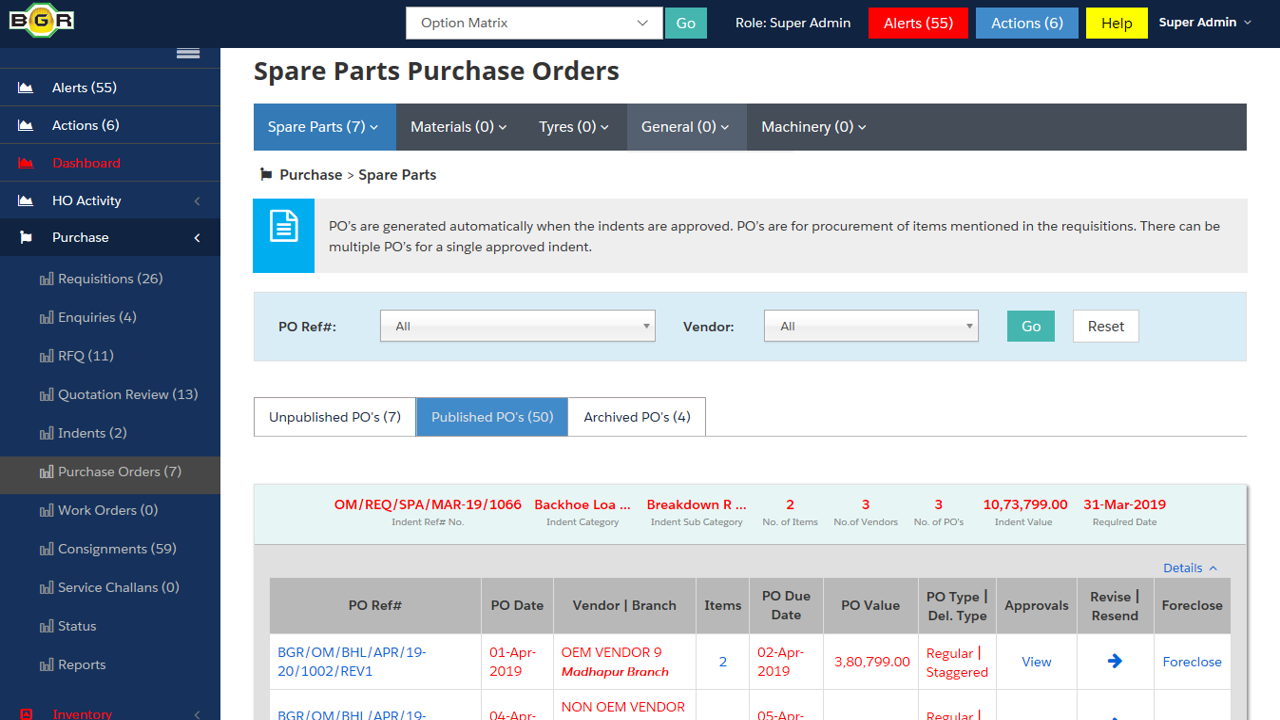 BGR
Option Matrix
Go
Role: Super Admin
Alerts (55)
Actions (6)
Help
Super Admin
Alerts (55)
Actions (6)
Dashboard
HO Activity
Purchase
Requisitions (26)
Enquiries (4)
RFQ (11)
Quotation Review (13)
Indents (2)
Purchase Orders (7)
Work Orders (0)
Consignments (59)
Service Challans (0)
Status
Reports
Inventory
Spare Parts Purchase Orders
Spare Parts (7)
Materials (0)
Tyres (0)
General (0)
Machinery (0)
Purchase > Spare Parts
PO's are generated automatically when the indents are approved. PO's are for procurement of items mentioned in the requisitions. There can be
multiple PO's for a single approved indent.
PO Ref#:
All
Vendor:
All
Go
Reset
Unpublished PO's (7)
Published PO's (50)
Archived PO's (4)
OM/REQ/SPA/MAR-19/1066 Backhoe Loa ... Breakdown R ... 2 3 3 10,73,799.00 31-Mar-2019
Indent Ref# No. Indent Category Indent Sub Category No. of Items No.of Vendors No. of PO's Indent Value Required Date
Details
PO Ref# PO Date Vendor | Branch Items PO Due Date PO Value PO Type | Del. Type Approvals Revise | Resend Foreclose
BGR/OM/BHL/APR/19- 01-Apr- OEM VENDOR 9 2 02-Apr- 3,80,799.00 Regular | View Foreclose
20/1002/REV1 2019 Madhapur Branch 2019 Staggered
BGR/OM/BHL/APR/19- 04-Apr- NON OEM VENDOR 05-Apr- Regular |